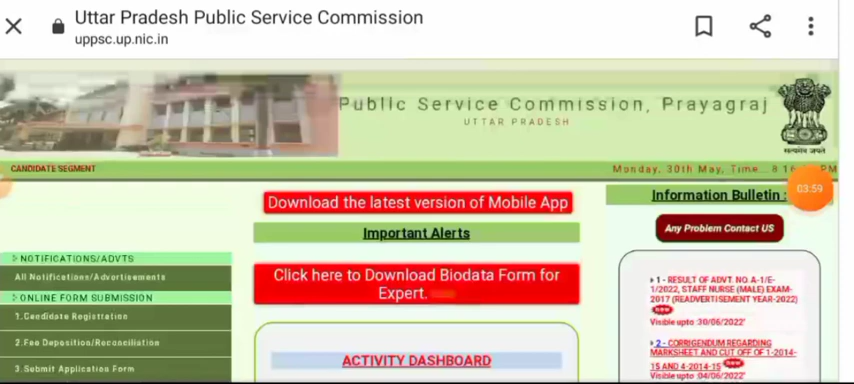 Uttar Pradesh Public Service Commission
uppsc.up.nic.in
Public Service Commission, Prayagraj
UTTAR PRADESH
सत्यमेव जयते
CANDIDATE SEGMENT
Monday, 30th May, Time
PM
03:59
Download the latest version of Mobile App
Important Alerts
Click here to Download Biodata Form for
Expert.
ACTIVITY DASHBOARD
NOTIFICATIONS/ADVTS
All Notifications/Advertisements
ONLINE FORM SUBMISSION
1.Candidate Registration
2.Fee Deposition/Reconciliation
3.Submit Application Form
Information Bulletin :
Any Problem Contact US
1 - RESULT OF ADVT. NO.A-1/E-
1/2022, STAFF NURSE (MALE) EXAM-
2017 (READVERTISEMENT YEAR-2022)
New
Visible upto :30/06/2022'
2 - CORRIGENDUM REGARDING
MARKSHEET AND CUT OFF OF 1-2014-
15 AND 4-2014-15 New
Visible upto :04/06/2022'